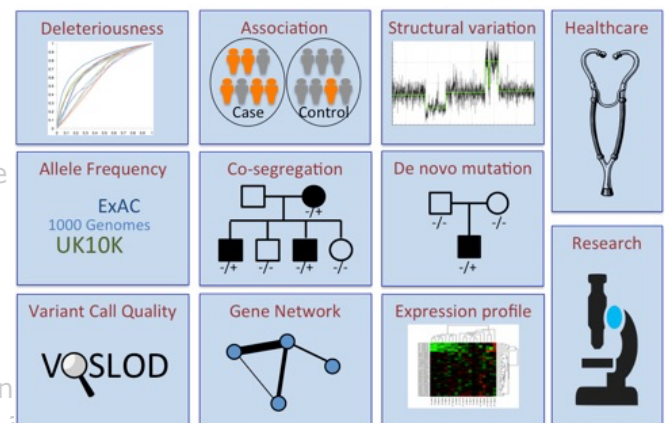 Deleteriousness
Association
Case
Control
Structural variation
Healthcare
Allele Frequency
ExAC
1000 Genomes
UK10K
Co-segregation
-/+
-/+
-/-
-/+
-/-
De novo mutation
-/-
-/-
-/+
Research
Variant Call Quality
VQSLOD
Gene Network
Expression profile